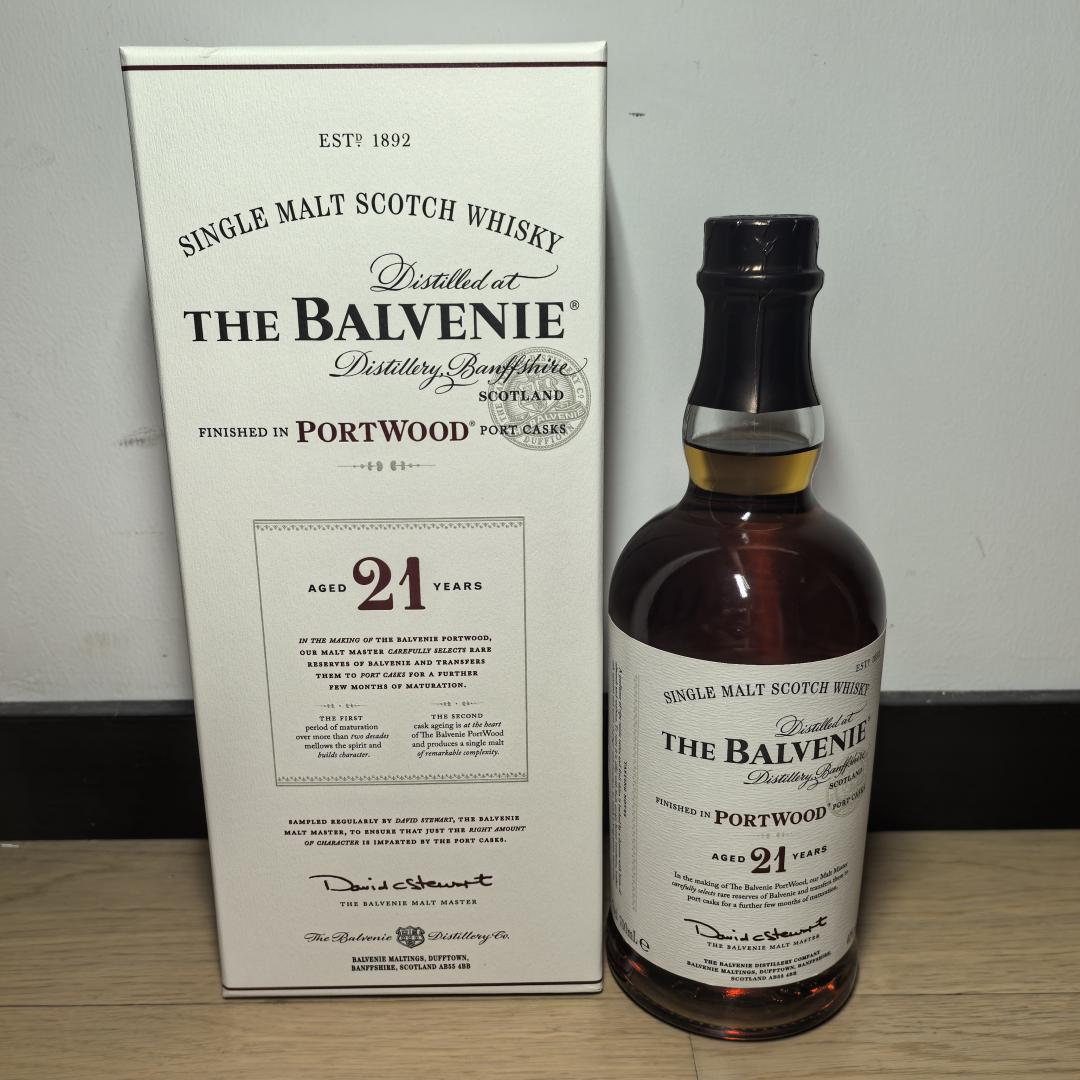 ESTD 1892
SINGLE MALT SCOTCH WHISKY
Distilled at
THE BALVENIE®
Distillery, Banffshire
SCOTLAND
FINISHED IN PORTWOOD® PORT CASKS
AGED 21 YEARS
IN THE MAKING OF THE BALVENIE PORTWOOD,
OUR MALT MASTER CAREFULLY SELECTS RARE
RESERVES OF BALVENIE AND TRANSFERS
THEM TO PORT CASKS FOR A FURTHER
FEW MONTHS OF MATURATION.
THE FIRST
period of maturation
over more than two decades
mellows the spirit and
builds character.
THE SECOND
cask ageing is at the heart
of The Balvenie PortWood
and produces a single malt
of remarkable complexity.
SAMPLED REGULARLY BY DAVID STEWART, THE BALVENIE
MALT MASTER, TO ENSURE THAT JUST THE RIGHT AMOUNT
OF CHARACTER IS IMPARTED BY THE PORT CASKS.
David C Stewart
THE BALVENIE MALT MASTER
The Balvenie Distillery Co.
BALVENIE MALTINGS, DUFFTOWN,
BANFFSHIRE, SCOTLAND AB55 4BB
ESTD
SINGLE MALT SCOTCH WHISKY
Distilled at
THE BALVENIE®
Distillery, Banffshire
SCOTLAND
FINISHED IN PORTWOOD® PORT CASKS
AGED 21 YEARS
In the making of The Balvenie PortWood, our Malt Master
carefully selects rare reserves of Balvenie and transfers them to
port casks for a further few months of maturation.
David C Stewart
THE BALVENIE MALT MASTER
THE BALVENIE DISTILLERY COMPANY
BALVENIE MALTINGS, DUFFTOWN, BANFFSHIRE,
SCOTLAND AB55 4BB
700mL e